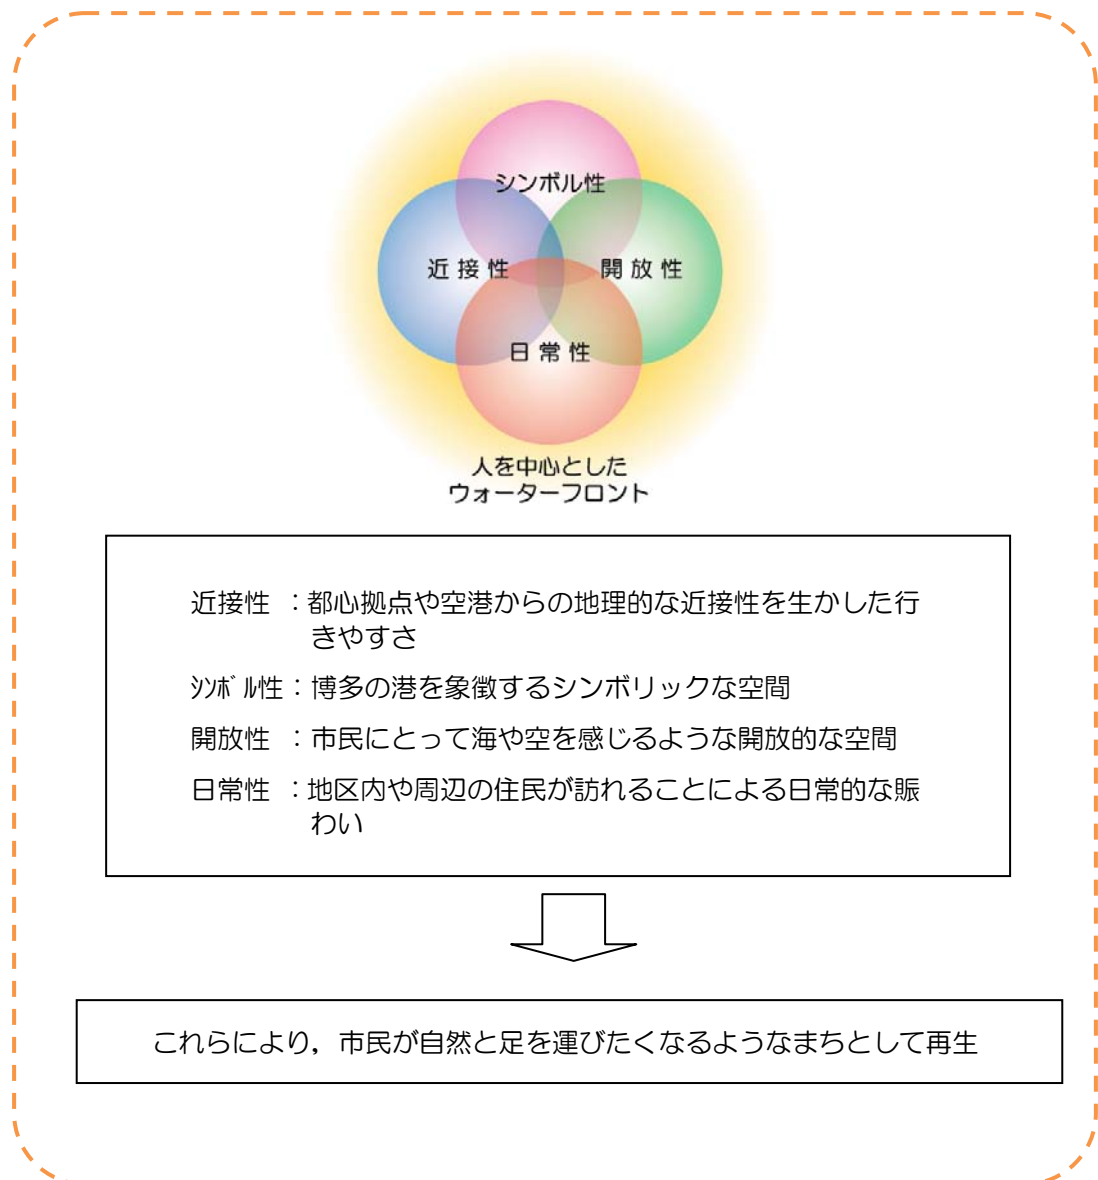 シンボル性
近接性
開放性
日常性
人を中心とした
ウォーターフロント
近接性 ：都心拠点や空港からの地理的な近接性を生かした行
きやすさ
ｼﾝﾎﾞﾙ性：博多の港を象徴するシンボリックな空間
開放性 ：市民にとって海や空を感じるような開放的な空間
日常性 ：地区内や周辺の住民が訪れることによる日常的な賑
わい
これらにより，市民が自然と足を運びたくなるようなまちとして再生